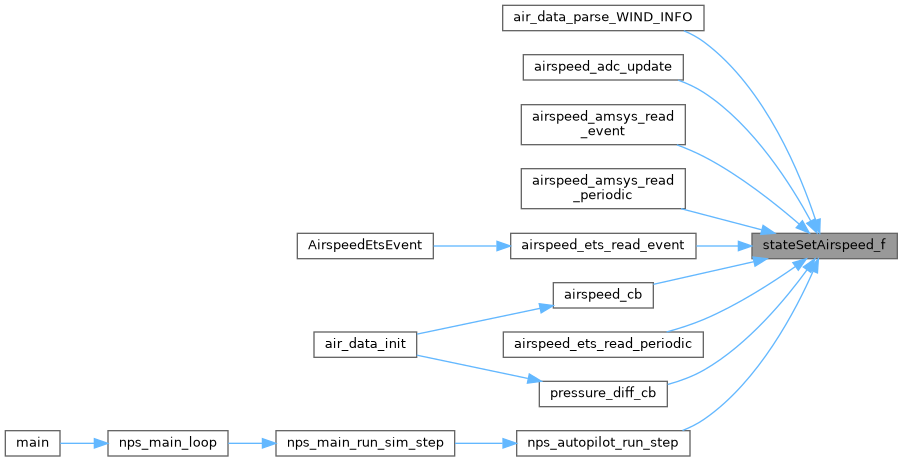 air_data_parse_WIND_INFO
airspeed_adc_update
airspeed_amsys_read
_event
airspeed_amsys_read
_periodic
AirspeedEtsEvent
airspeed_ets_read_event
stateSetAirspeed_f
airspeed_cb
air_data_init
airspeed_ets_read_periodic
pressure_diff_cb
main
nps_main_loop
nps_main_run_sim_step
nps_autopilot_run_step